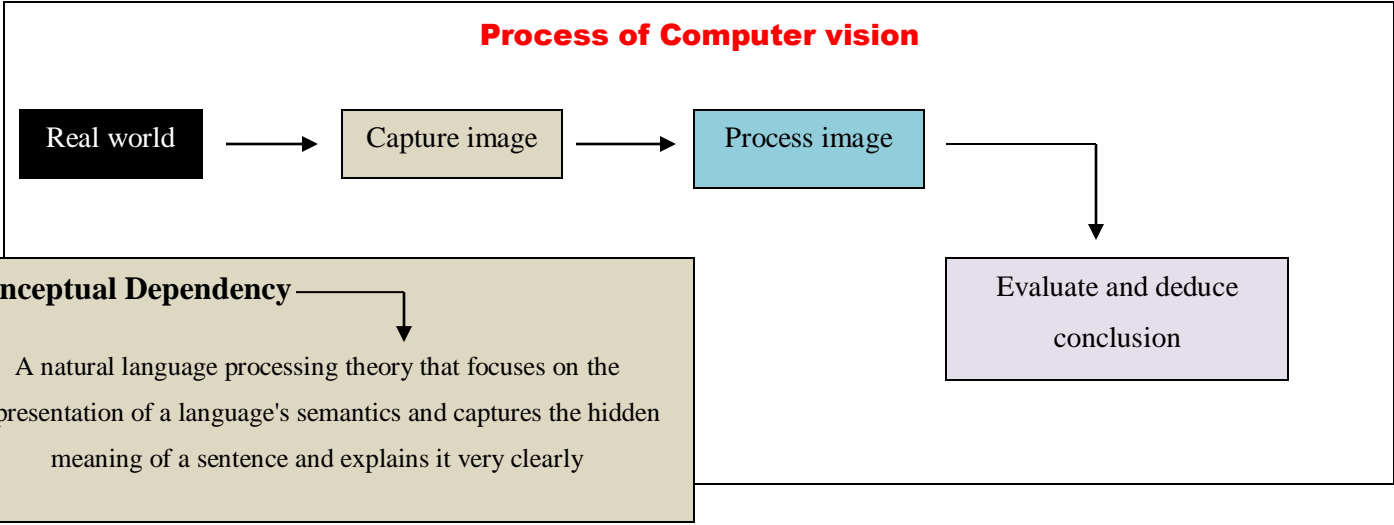 Process of Computer vision
Real world
Capture image
Process image
Evaluate and deduce
conclusion
nceptual Dependency
A natural language processing theory that focuses on the
presentation of a language's semantics and captures the hidden
meaning of a sentence and explains it very clearly